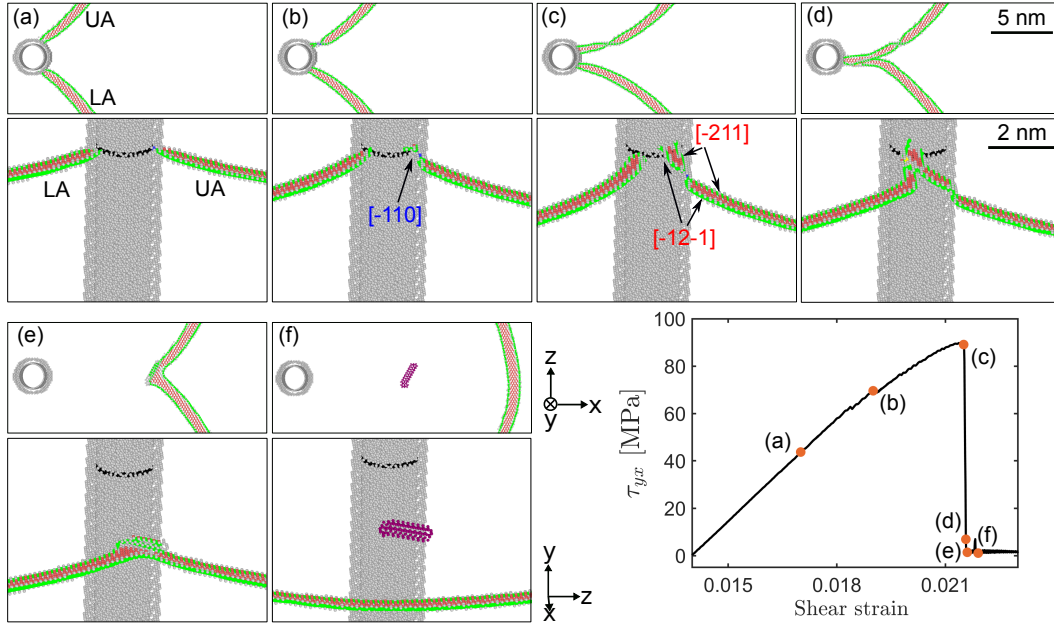 (a)
UA
LA
(b)
(c)
(d)
5 nm
LA
UA
[-110]
[-211]
[-12-1]
2 nm
(e)
(f)
z
x
y
y
z
x
100
80
60
40
20
0
τyx [MPa]
(a)
(b)
(c)
(d)
(e)
(f)
0.015
0.018
0.021
Shear strain